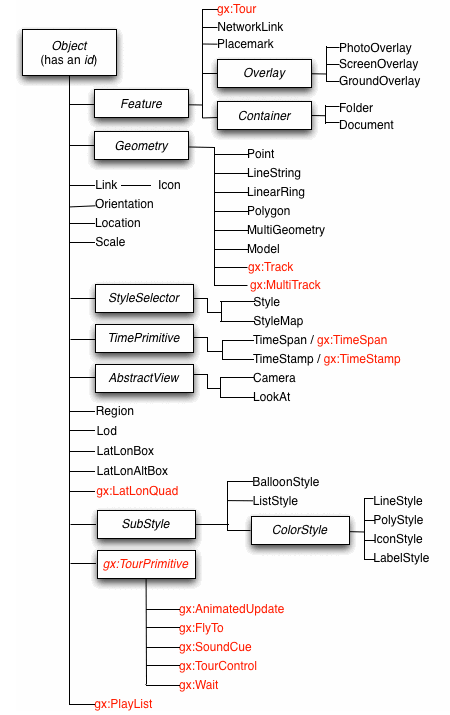 Object
(has an id)
gx:Tour
NetworkLink
Placemark
Feature
Overlay
PhotoOverlay
ScreenOverlay
GroundOverlay
Container
Folder
Document
Geometry
Point
LineString
LinearRing
Polygon
MultiGeometry
Model
gx:Track
gx:MultiTrack
Link Icon
Orientation
Location
Scale
StyleSelector
Style
StyleMap
TimePrimitive
TimeSpan / gx:TimeSpan
TimeStamp / gx:TimeStamp
AbstractView
Camera
LookAt
Region
Lod
LatLonBox
LatLonAltBox
gx:LatLonQuad
SubStyle
BalloonStyle
ListStyle
ColorStyle
LineStyle
PolyStyle
IconStyle
LabelStyle
gx:TourPrimitive
gx:AnimatedUpdate
gx:FlyTo
gx:SoundCue
gx:TourControl
gx:Wait
gx:PlayList